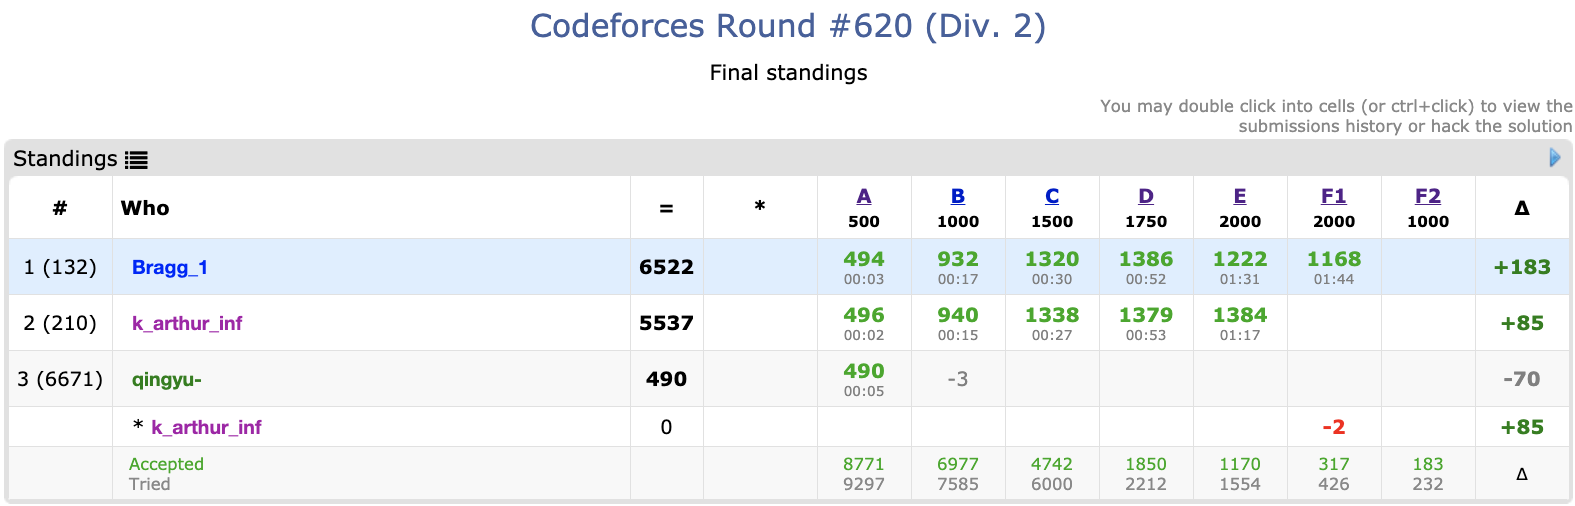 Codeforces Round #620 (Div. 2)
Final standings
You may double click into cells (or ctrl+click) to view the
submissions history or hack the solution
Standings
# Who = * A B C D E F1 F2 Δ
500 1000 1500 1750 2000 2000 1000
1 (132) Bragg_1 6522 494 932 1320 1386 1222 1168 +183
00:03 00:17 00:30 00:52 01:31 01:44
2 (210) k_arthur_inf 5537 496 940 1338 1379 1384 +85
00:02 00:15 00:27 00:53 01:17
3 (6671) qingyu- 490 490 -3 -70
00:05
* k_arthur_inf 0 -2 +85
Accepted 8771 6977 4742 1850 1170 317 183 Δ
Tried 9297 7585 6000 2212 1554 426 232